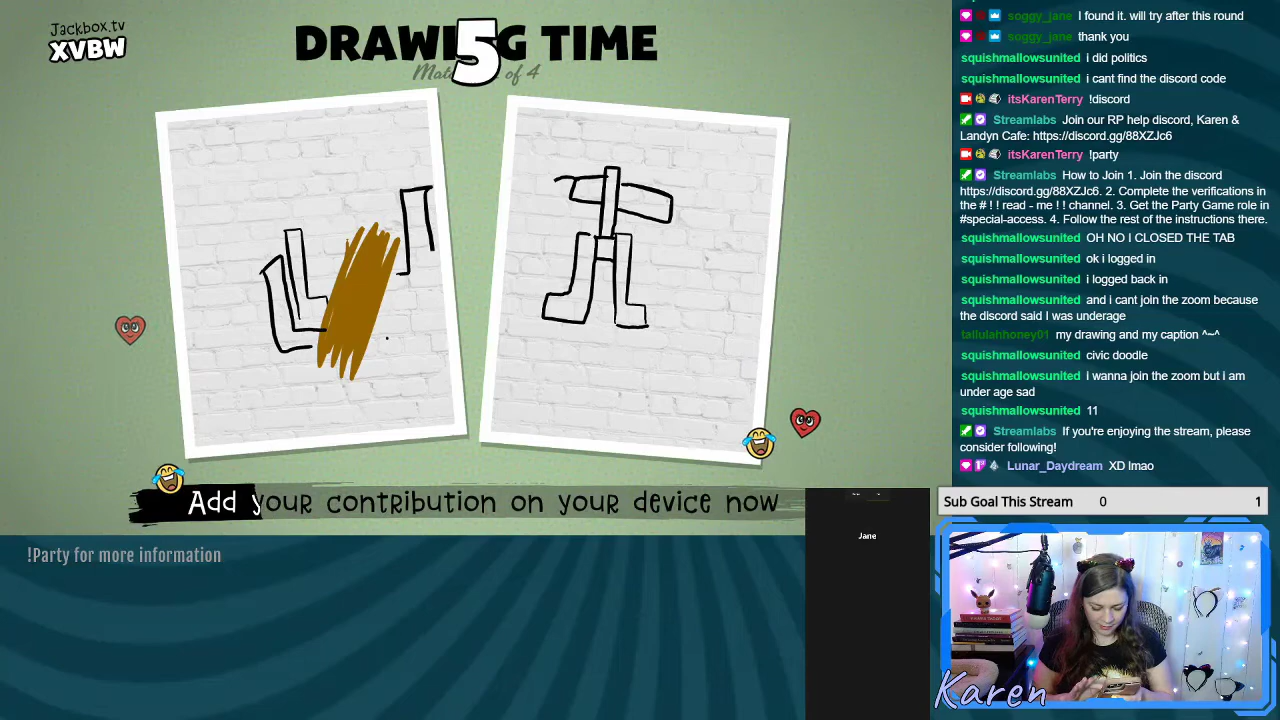 Jackbox.tv
XVBW
DRAWI 5 G TIME
of 4
Add your contribution on your device now
!Party for more information
Jane
soggy_jane I found it. will try after this round
soggy_jane thank you
squishmallowsunited i did politics
squishmallowsunited i cant find the discord code
itsKarenTerry !discord
Streamlabs Join our RP help discord, Karen &
Landyn Cafe: https://discord.gg/88XZJc6
itsKarenTerry !party
Streamlabs How to Join 1. Join the discord
https://discord.gg/88XZJc6. 2. Complete the verifications in
the # ! ! read - me ! ! channel. 3. Get the Party Game role in
#special-access. 4. Follow the rest of the instructions there.
squishmallowsunited OH NO I CLOSED THE TAB
squishmallowsunited ok i logged in
squishmallowsunited i logged back in
squishmallowsunited and i cant join the zoom because
the discord said I was underage
tallulahhoney01 my drawing and my caption ^~^
squishmallowsunited civic doodle
squishmallowsunited i wanna join the zoom but i am
under age sad
squishmallowsunited 11
Streamlabs If you're enjoying the stream, please
consider following!
Lunar_Daydream XD lmao
Sub Goal This Stream 0 1
Karen